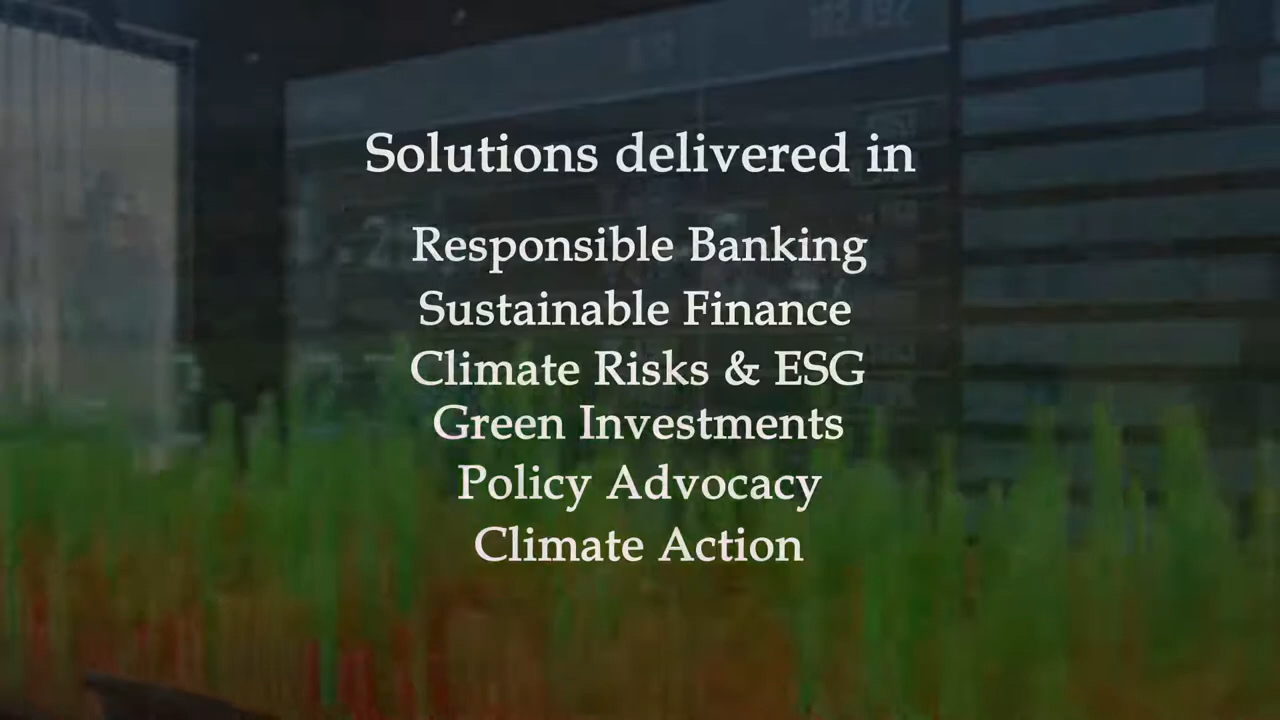 Solutions delivered in
Responsible Banking
Sustainable Finance
Climate Risks & ESG
Green Investments
Policy Advocacy
Climate Action